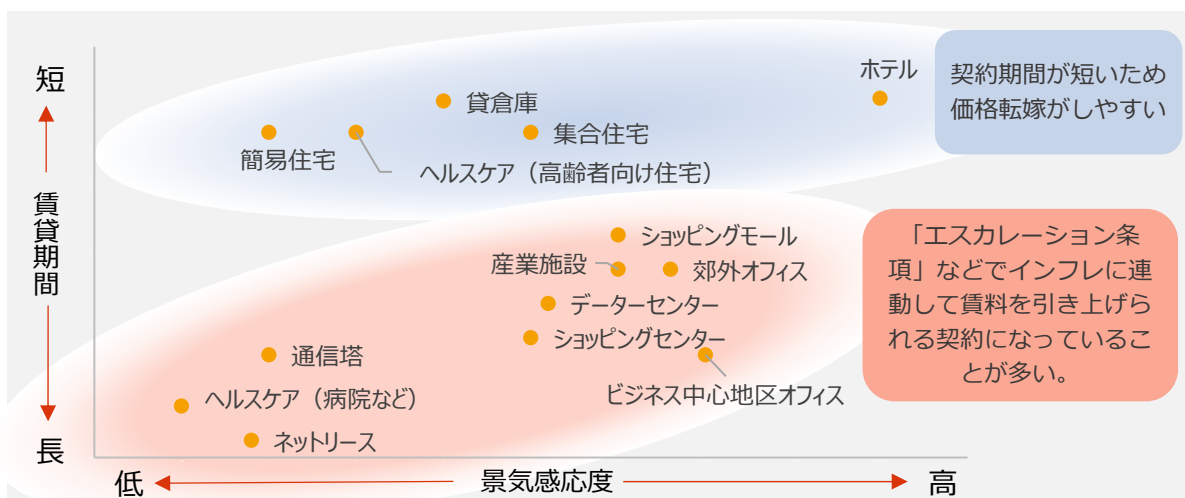 短
賃貸期間
長
ホテル
貸倉庫
集合住宅
簡易住宅
ヘルスケア（高齢者向け住宅）
契約期間が短いため
価格転嫁がしやすい
ショッピングモール
産業施設
郊外オフィス
データーセンター
ショッピングセンター
通信塔
ビジネス中心地区オフィス
ヘルスケア（病院など）
ネットリース
「エスカレーション条
項」などでインフレに連
動して賃料を引き上げら
れる契約になっているこ
とが多い。
低
景気感応度
高